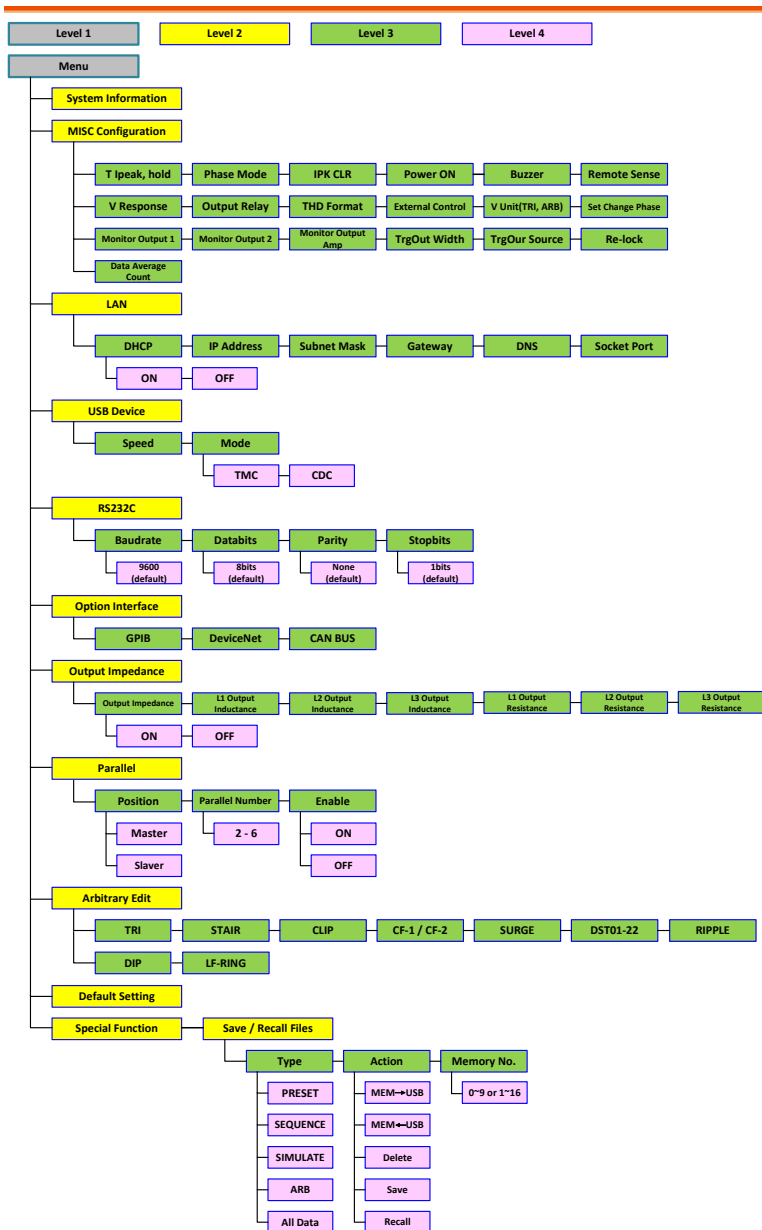 Level 1
Level 2
Level 3
Level 4
Menu
System Information
MISC Configuration
T Ipeak, hold
Phase Mode
IPK CLR
Power ON
Buzzer
Remote Sense
V Response
Output Relay
THD Format
External Control
V Unit(TRI, ARB)
Set Change Phase
Monitor Output 1
Monitor Output 2
Monitor Output
Amp
TrgOut Width
TrgOur Source
Re-lock
Data Average
Count
LAN
DHCP
IP Address
Subnet Mask
Gateway
DNS
Socket Port
ON
OFF
USB Device
Speed
Mode
TMC
CDC
RS232C
Baudrate
Databits
Parity
Stopbits
9600
(default)
8bits
(default)
None
(default)
1bits
(default)
Option Interface
GPIB
DeviceNet
CAN BUS
Output Impedance
Output Impedance
L1 Output
Inductance
L2 Output
Inductance
L3 Output
Inductance
L1 Output
Resistance
L2 Output
Resistance
L3 Output
Resistance
ON
OFF
Parallel
Position
Parallel Number
Enable
Master
2 - 6
ON
Slaver
OFF
Arbitrary Edit
TRI
STAIR
CLIP
CF-1 / CF-2
SURGE
DST01-22
RIPPLE
DIP
LF-RING
Default Setting
Special Function
Save / Recall Files
Type
Action
Memory No.
PRESET
MEM→USB
0~9 or 1~16
SEQUENCE
MEM←USB
SIMULATE
Delete
ARB
Save
All Data
Recall